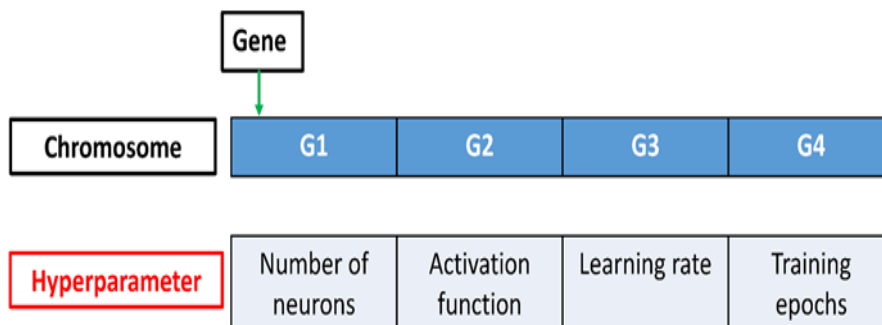 Gene
Chromosome G1 G2 G3 G4
Hyperparameter
Number of
neurons
Activation
function
Learning rate
Training
epochs